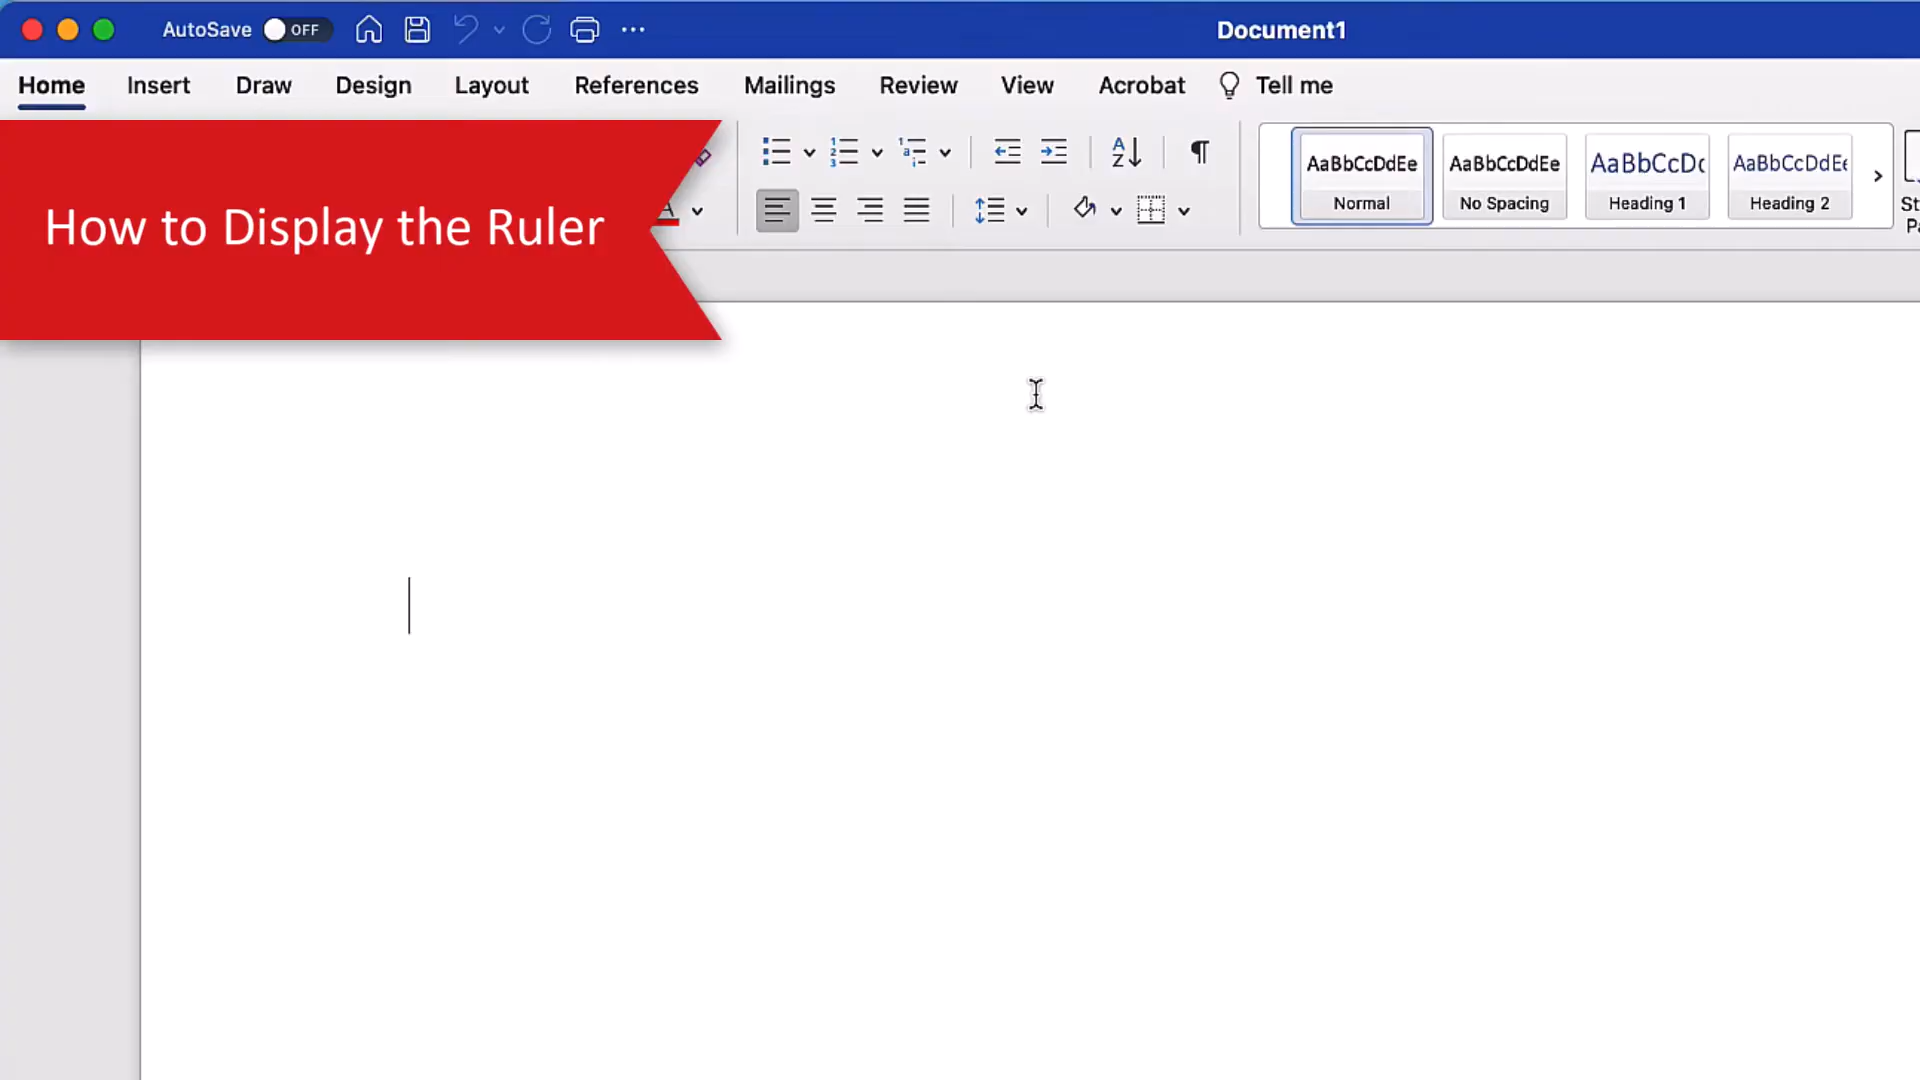 AutoSave OFF Document1
Home Insert Draw Design Layout References Mailings Review View Acrobat Tell me
How to Display the Ruler
AaBbCcDdEe AaBbCcDdEe AaBbCcDc AaBbCcDdEe
Normal No Spacing Heading 1 Heading 2